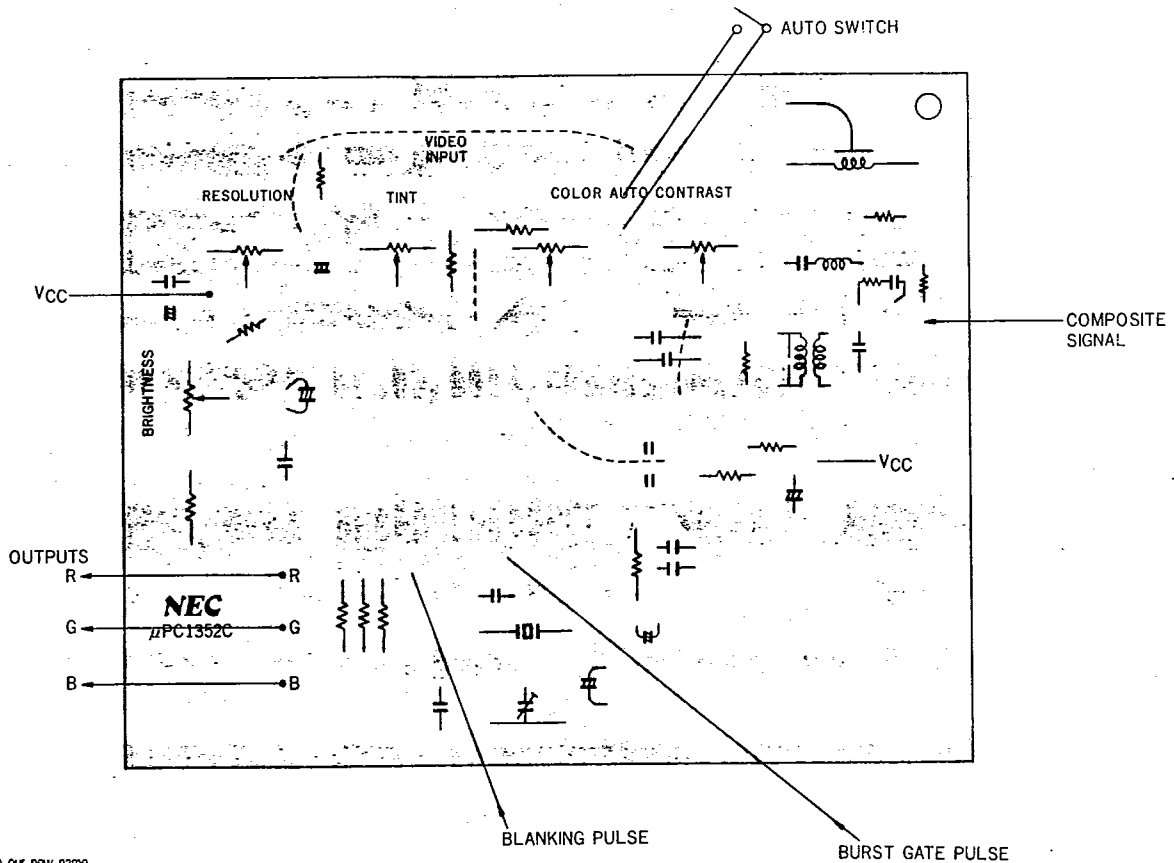 AUTO SWITCH
VIDEO
INPUT
RESOLUTION
TINT
COLOR AUTO CONTRAST
VCC
COMPOSITE
SIGNAL
BRIGHTNESS
VCC
OUTPUTS
R R
NEC
G μPC1352C G
B B
BLANKING PULSE
BURST GATE PULSE